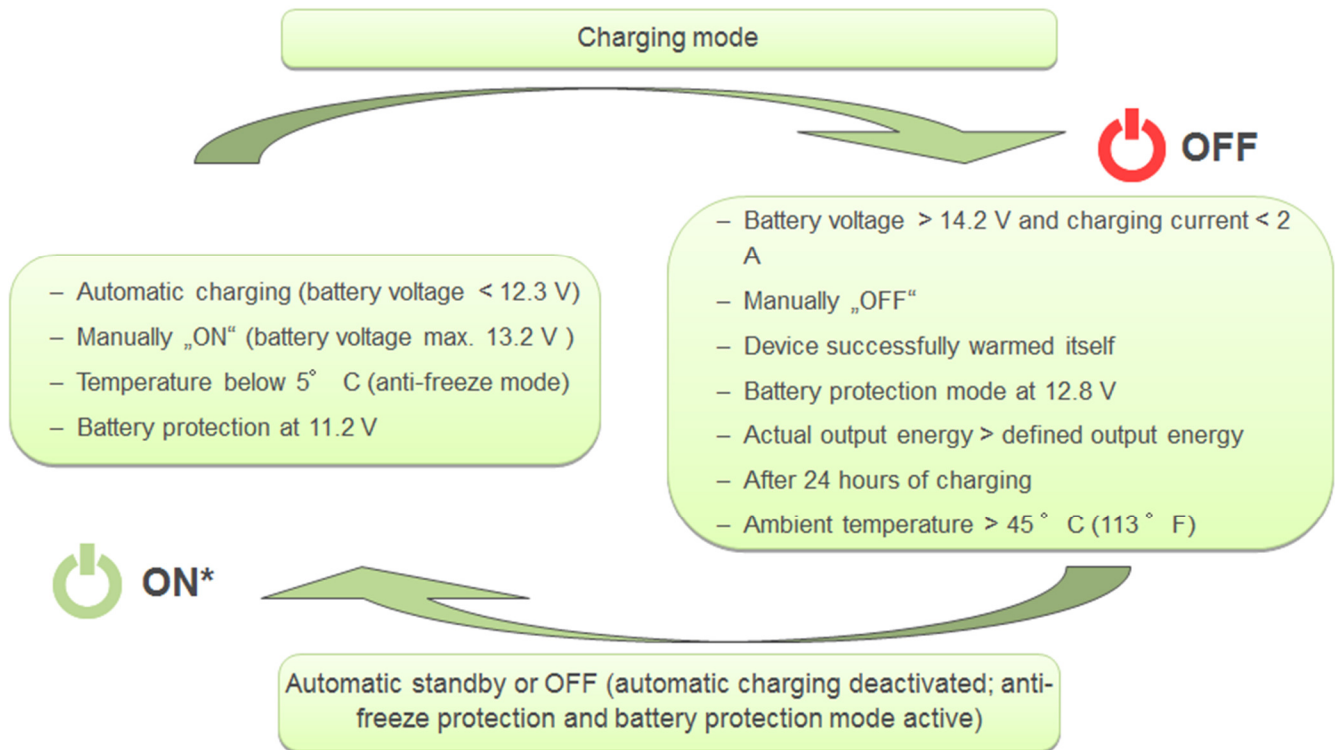 Charging mode
OFF
– Battery voltage > 14.2 V and charging current < 2
A
– Manually „OFF“
– Device successfully warmed itself
– Battery protection mode at 12.8 V
– Actual output energy > defined output energy
– After 24 hours of charging
– Ambient temperature > 45° C (113° F)
– Automatic charging (battery voltage < 12.3 V)
– Manually „ON“ (battery voltage max. 13.2 V )
– Temperature below 5° C (anti-freeze mode)
– Battery protection at 11.2 V
ON*
Automatic standby or OFF (automatic charging deactivated; anti-
freeze protection and battery protection mode active)